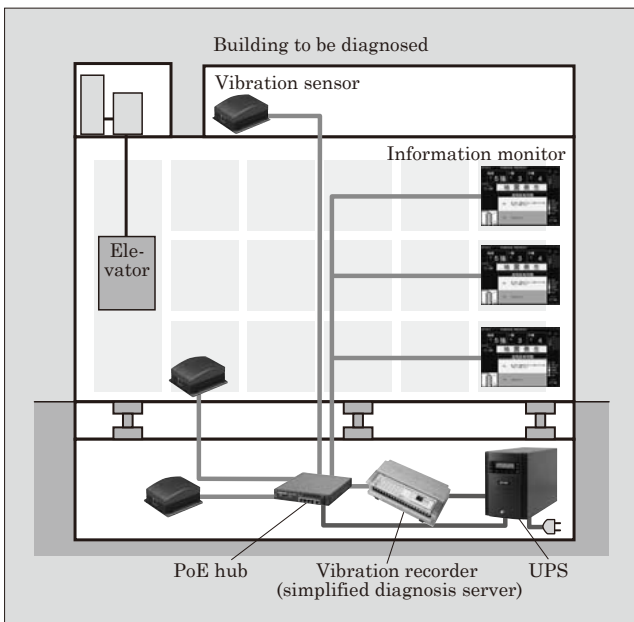 Building to be diagnosed
Vibration sensor
Information monitor
Ele-
vator
PoE hub
Vibration recorder
(simplified diagnosis server)
UPS